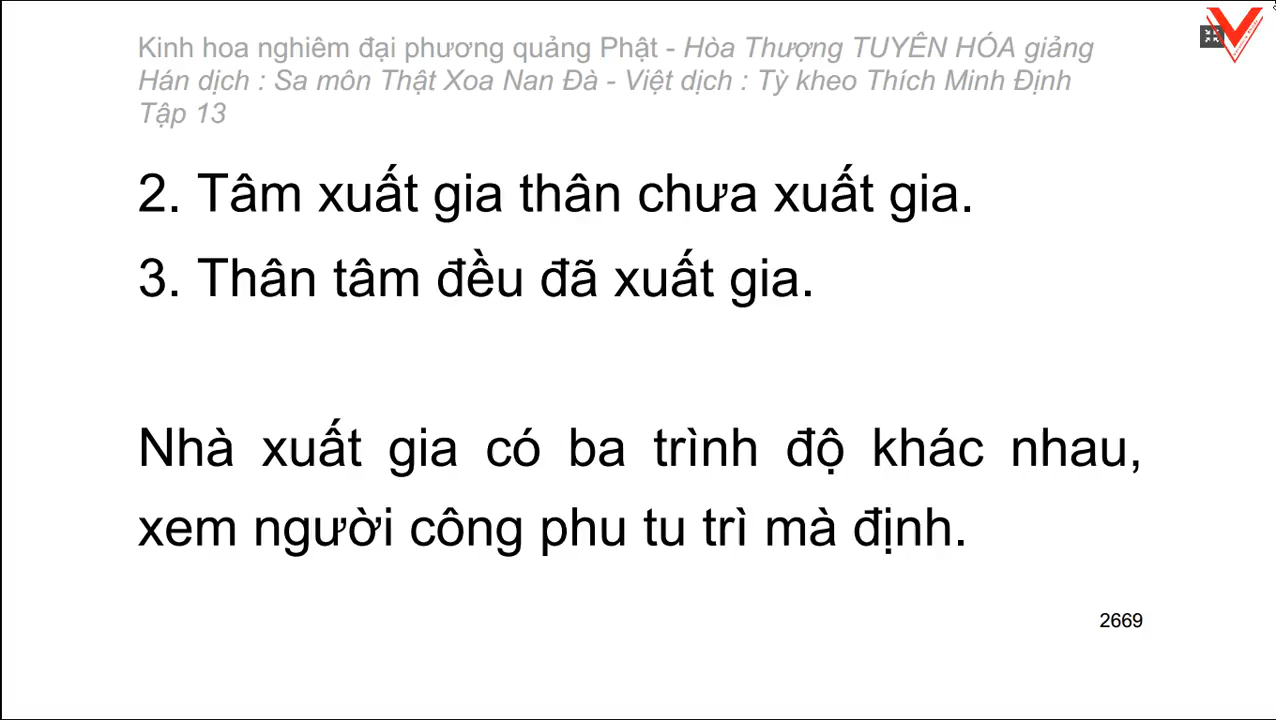 Kinh hoa nghiêm đại phương quảng Phật - Hòa Thượng TUYÊN HÓA giảng
Hán dịch : Sa môn Thật Xoa Nan Đà - Việt dịch : Tỳ kheo Thích Minh Định
Tập 13
2. Tâm xuất gia thân chưa xuất gia.
3. Thân tâm đều đã xuất gia.
Nhà xuất gia có ba trình độ khác nhau,
xem người công phu tu trì mà định.
2669